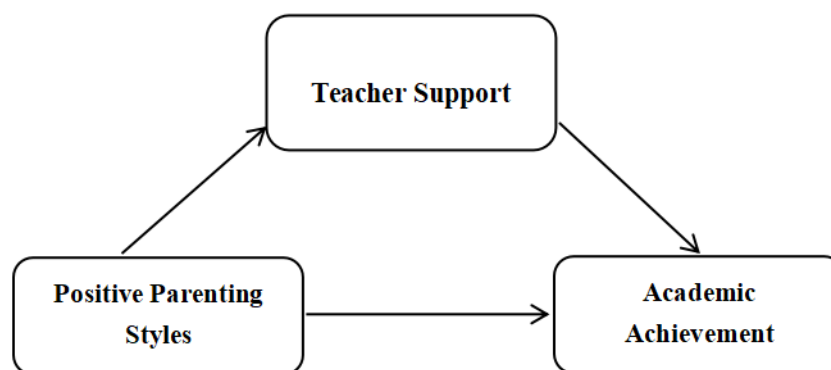 Teacher Support
Positive Parenting
Styles
Academic
Achievement